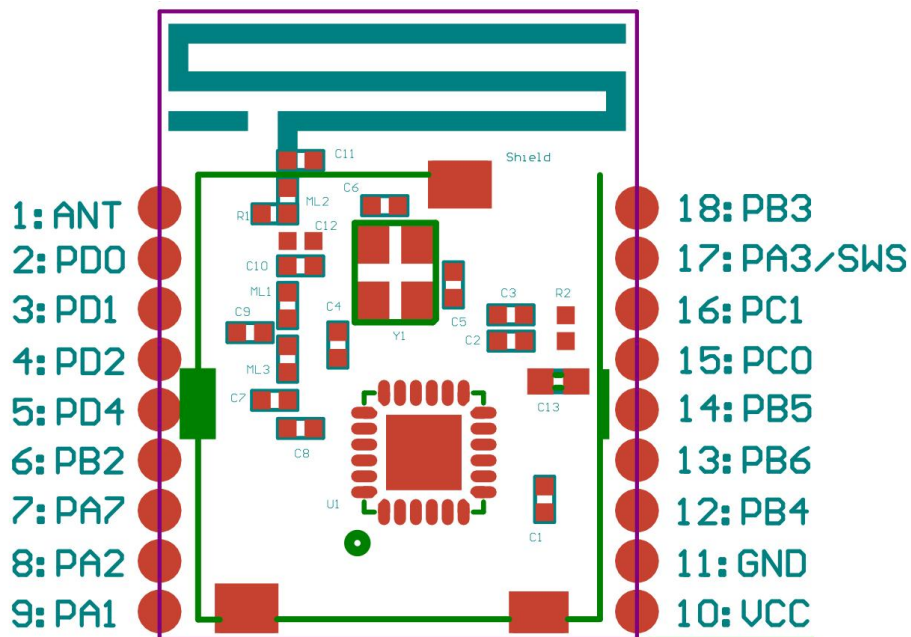 Shield
C11
ML2
C6
R1
C12
C10
ML1
C9
C4
Y1
C5
C3
R2
C2
ML3
C7
C13
C8
U1
C1
1: ANT
2: PD0
3: PD1
4: PD2
5: PD4
6: PB2
7: PA7
8: PA2
9: PA1
18: PB3
17: PA3/SWS
16: PC1
15: PC0
14: PB5
13: PB6
12: PB4
11: GND
10: VCC